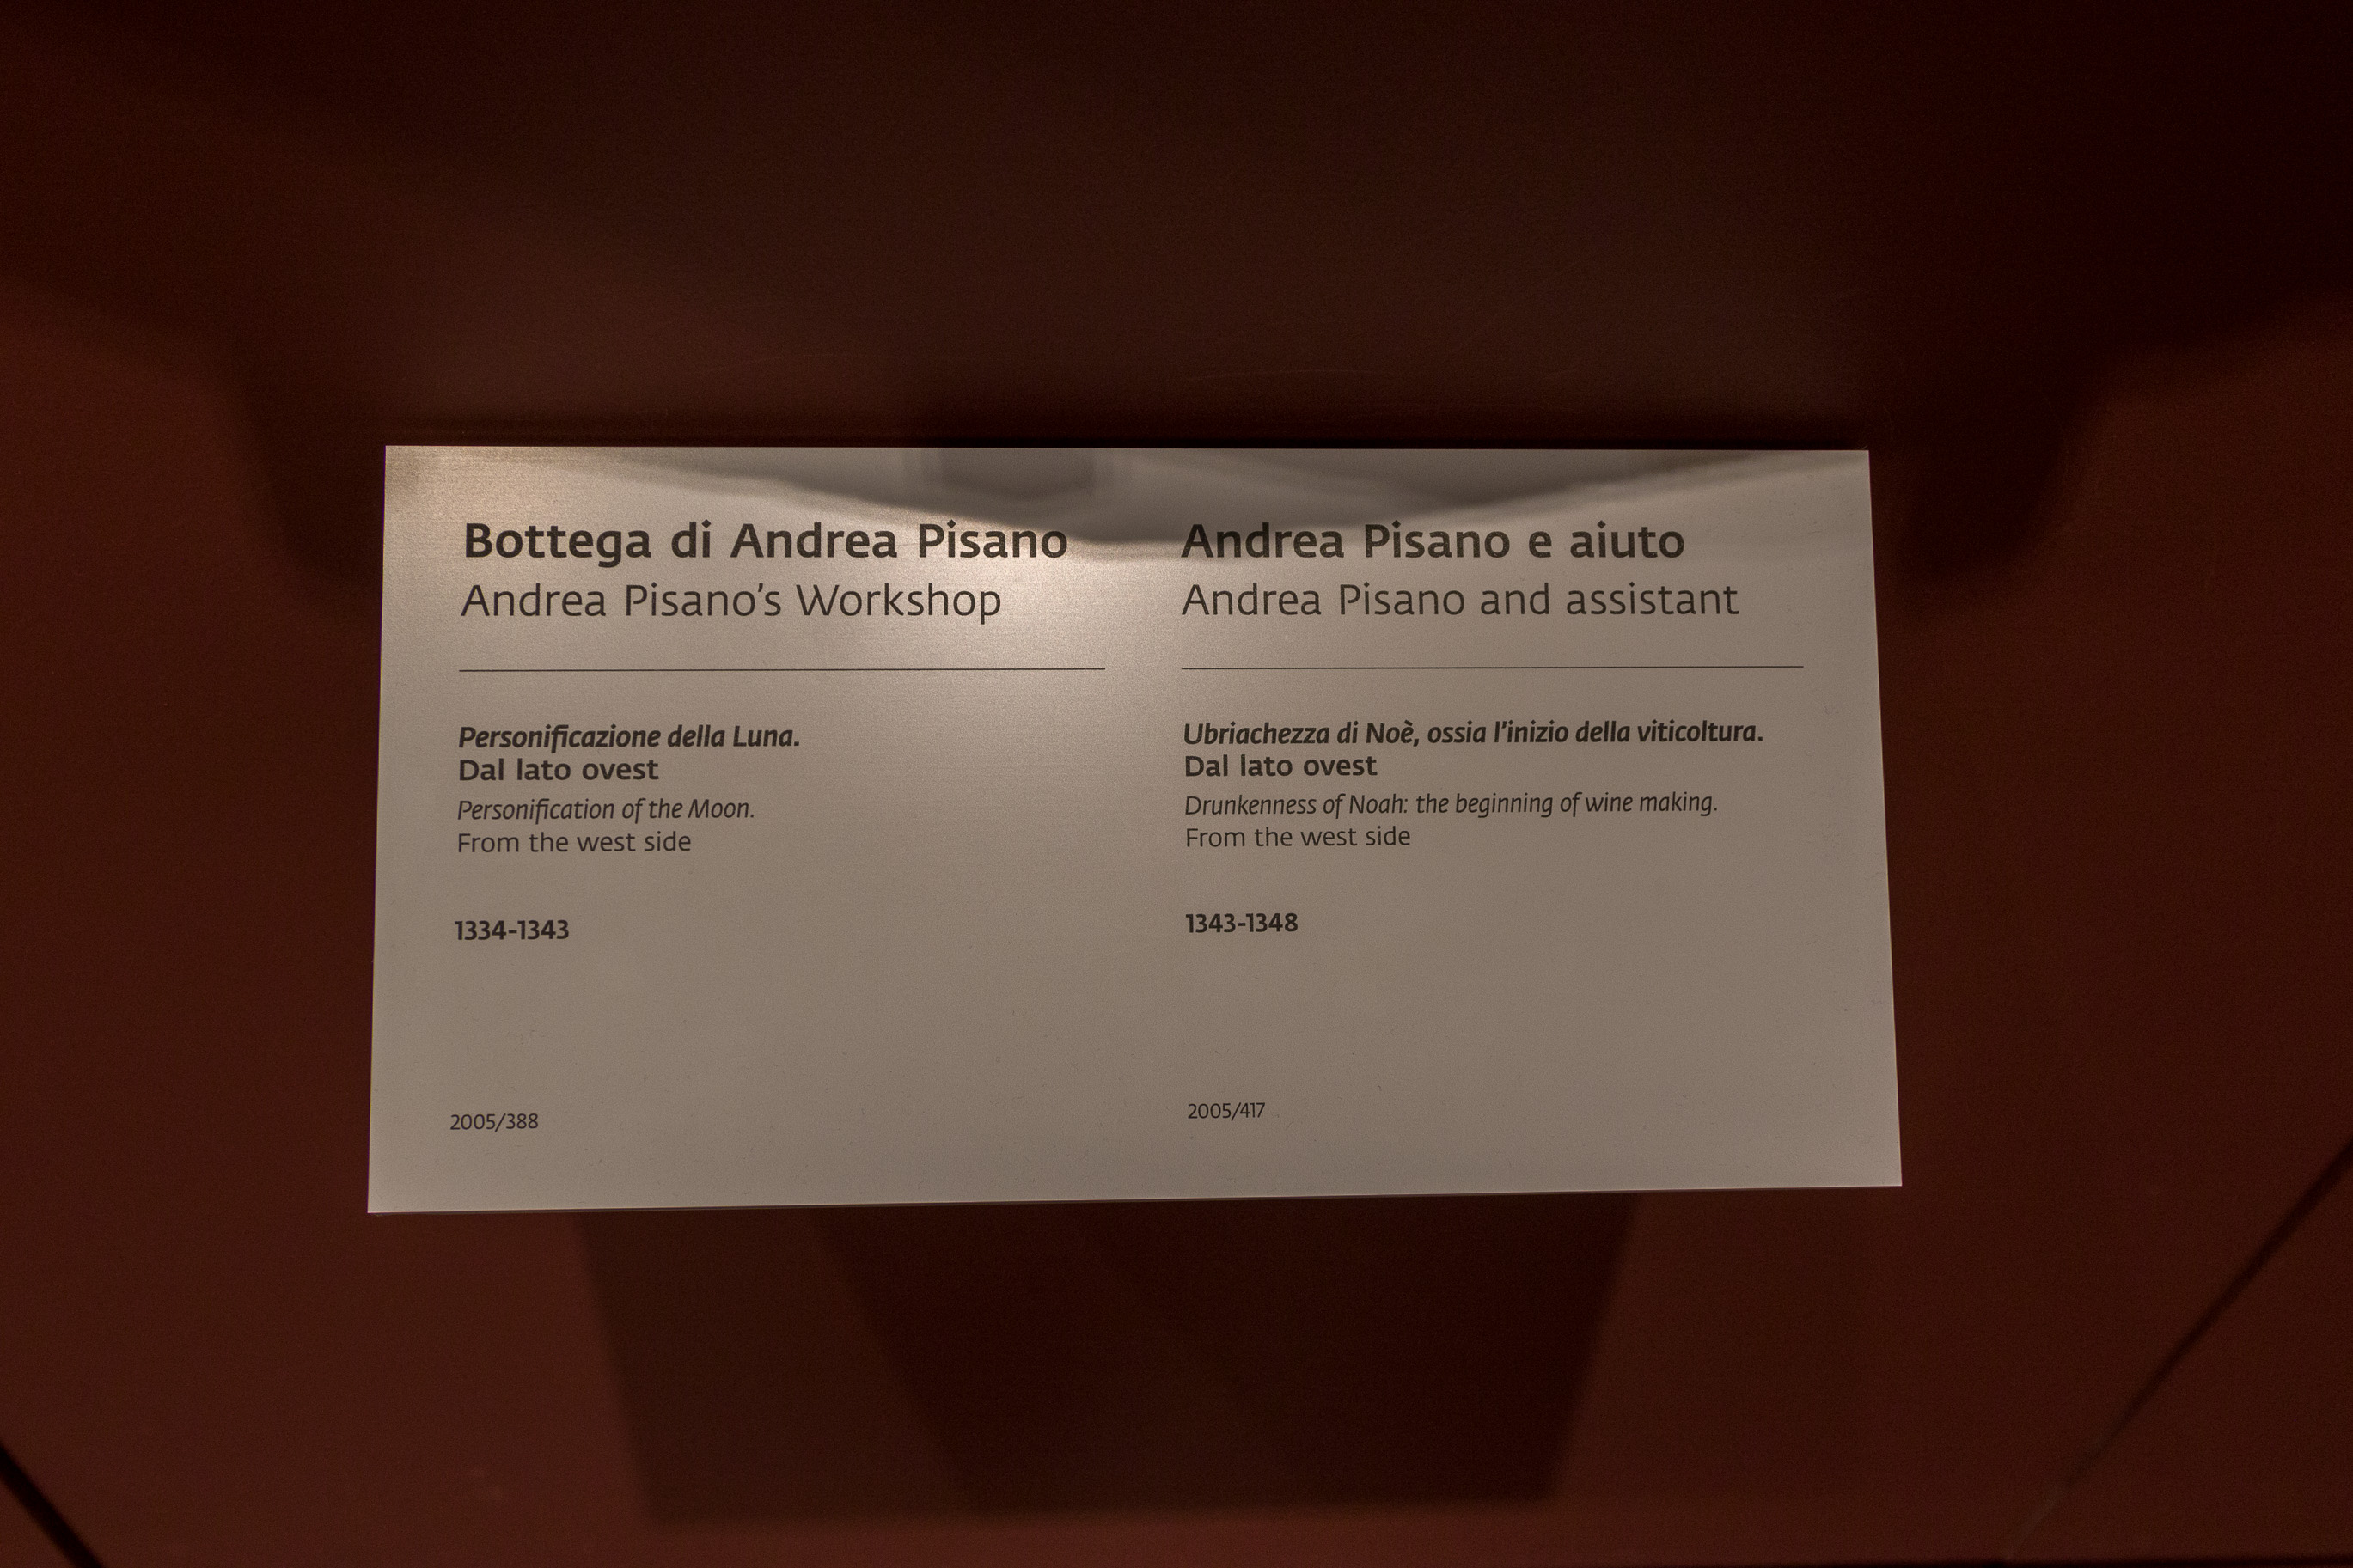 Bottega di Andrea Pisano
Andrea Pisano's Workshop
Personificazione della Luna.
Dal lato ovest
Personification of the Moon.
From the west side
1334-1343
2005/388
Andrea Pisano e aiuto
Andrea Pisano and assistant
Ubriachezza di Noè, ossia l'inizio della viticoltura.
Dal lato ovest
Drunkenness of Noah: the beginning of wine making.
From the west side
1343-1348
2005/417